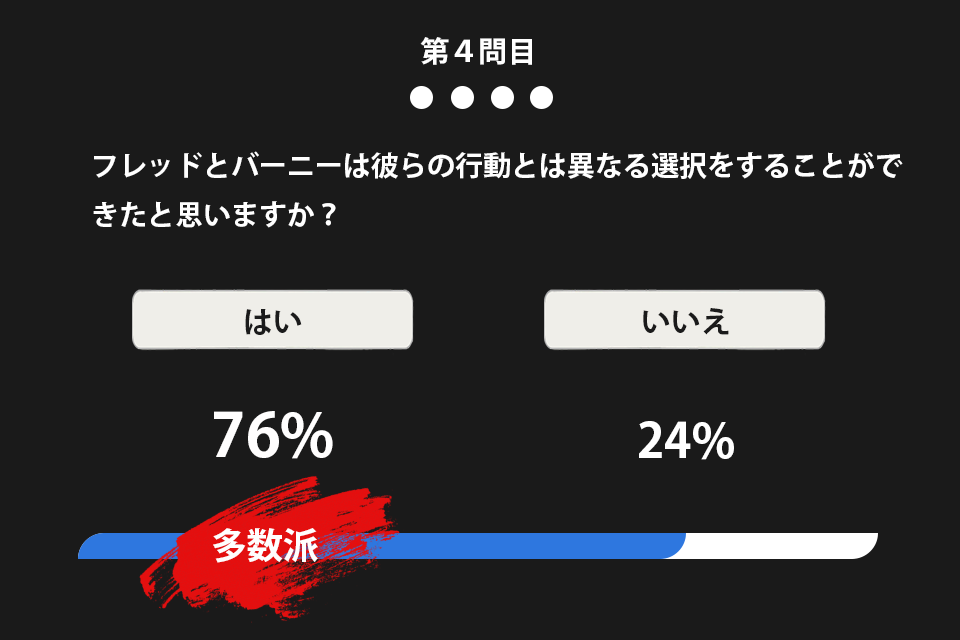 第４問目
フレッドとバーニーは彼らの行動とは異なる選択をすることがで
きたと思いますか？
はい
いいえ
76%
24%
多数派